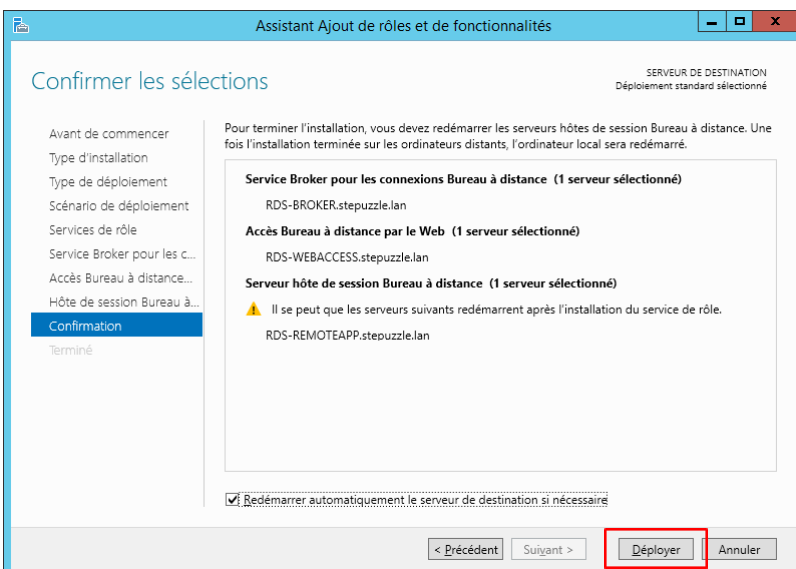 Assistant Ajout de rôles et de fonctionnalités
Confirmer les sélections
SERVEUR DE DESTINATION
Déploiement standard sélectionné
Avant de commencer
Type d'installation
Type de déploiement
Scénario de déploiement
Services de rôle
Service Broker pour les c...
Accès Bureau à distance...
Hôte de session Bureau à...
Confirmation
Terminé
Pour terminer l'installation, vous devez redémarrer les serveurs hôtes de session Bureau à distance. Une
fois l'installation terminée sur les ordinateurs distants, l'ordinateur local sera redémarré.
Service Broker pour les connexions Bureau à distance (1 serveur sélectionné)
RDS-BROKER.stepuzzle.lan
Accès Bureau à distance par le Web (1 serveur sélectionné)
RDS-WEBACCESS.stepuzzle.lan
Serveur hôte de session Bureau à distance (1 serveur sélectionné)
Il se peut que les serveurs suivants redémarrent après l'installation du service de rôle.
RDS-REMOTEAPP.stepuzzle.lan
Redémarrer automatiquement le serveur de destination si nécessaire
< Précédent Suivant > Déployer Annuler